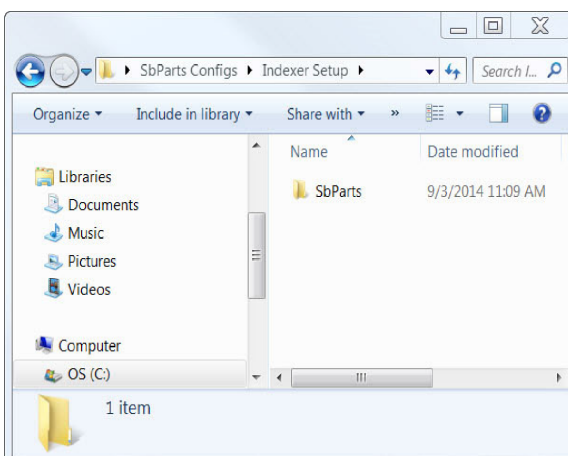 SbParts Configs Indexer Setup Search I...
Organize Include in library Share with »
Name Date modified
Libraries
SbParts 9/3/2014 11:09 AM
Documents
Music
Pictures
Videos
Computer
OS (C:)
1 item